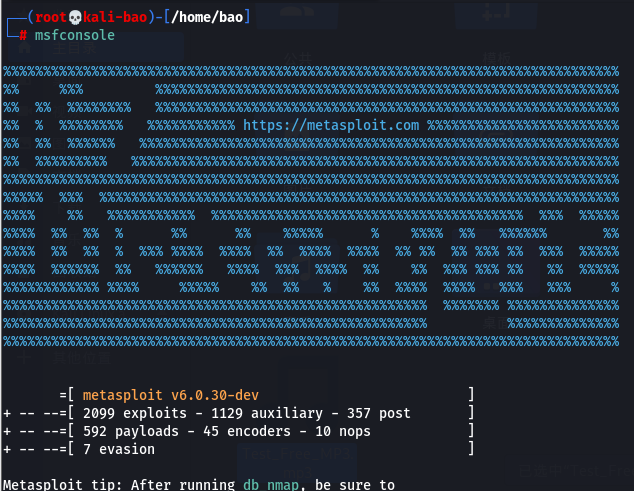 ┌──(root💀kali-bao)-[/home/bao]
└─# msfconsole
https://metasploit.com
=[ metasploit v6.0.30-dev ]
+ -- --=[ 2099 exploits - 1129 auxiliary - 357 post ]
+ -- --=[ 592 payloads - 45 encoders - 10 nops ]
+ -- --=[ 7 evasion ]
Metasploit tip: After running db_nmap, be sure to